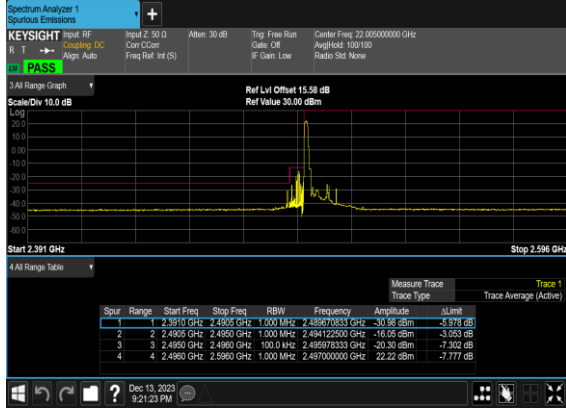 Spectrum Analyzer 1
Spurious Emissions
+
KEYSIGHT Input: RF Input Z: 50 Ω Atten: 30 dB Trig: Free Run Center Freq: 22.005000000 GHz
R T Coupling: DC Corr CCorr Gate: Off Avg|Hold: 100/100
Align: Auto Freq Ref: Int (S) IF Gain: Low Radio Std: None
PASS
3 All Range Graph
Ref Lvl Offset 15.58 dB
Scale/Div 10.0 dB Ref Value 30.00 dBm
Log
20.0
10.0
0.00
-10.0
-20.0
-30.0
-40.0
-50.0
-60.0
Start 2.391 GHz Stop 2.596 GHz
4 All Range Table
Measure Trace Trace 1
Trace Type Trace Average (Active)
Spur Range Start Freq Stop Freq RBW Frequency Amplitude ΔLimit
1 1 2.3910 GHz 2.4905 GHz 1.000 MHz 2.489670833 GHz -30.98 dBm -5.978 dB
2 2 2.4905 GHz 2.4950 GHz 1.000 MHz 2.494122500 GHz -16.05 dBm -3.053 dB
3 3 2.4950 GHz 2.4960 GHz 100.0 kHz 2.495978333 GHz -20.30 dBm -7.302 dB
4 4 2.4960 GHz 2.5960 GHz 1.000 MHz 2.497000000 GHz 22.22 dBm -7.777 dB
? Dec 13, 2023
9:21:23 PM